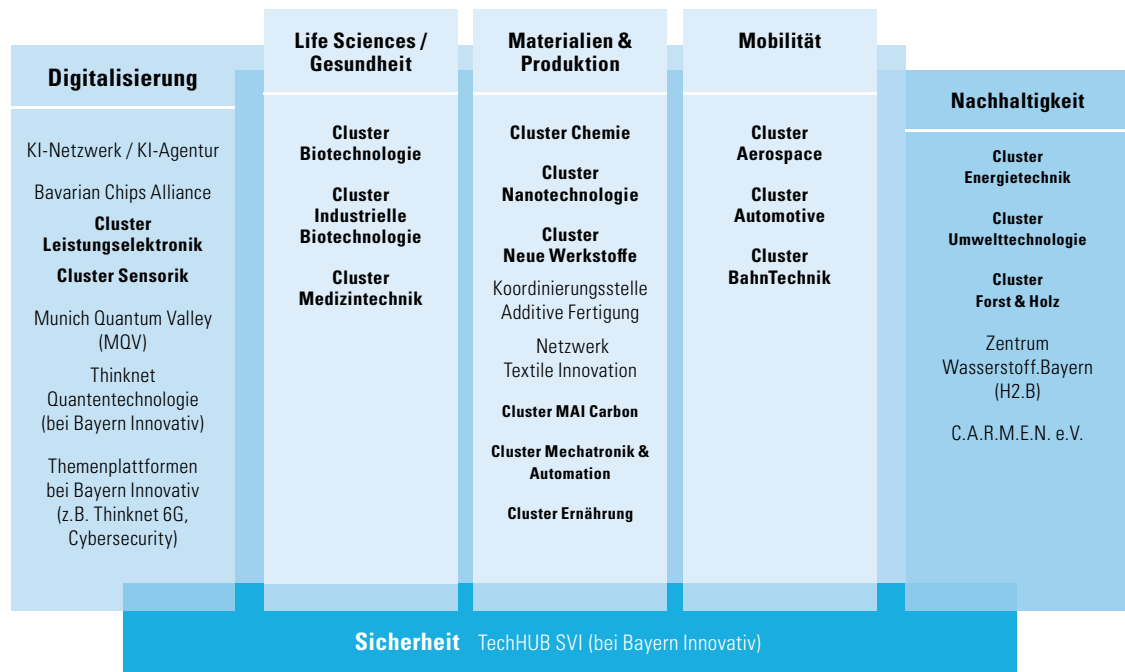 Digitalisierung
KI-Netzwerk / KI-Agentur
Bavarian Chips Alliance
Cluster
Leistungselektronik
Cluster Sensorik
Munich Quantum Valley
(MQV)
Thinknet
Quantentechnologie
(bei Bayern Innovativ)
Themenplattformen
bei Bayern Innovativ
(z.B. Thinknet 6G,
Cybersecurity)
Life Sciences /
Gesundheit
Cluster
Biotechnologie
Cluster
Industrielle
Biotechnologie
Cluster
Medizintechnik
Materialien &
Produktion
Cluster Chemie
Cluster
Nanotechnologie
Cluster
Neue Werkstoffe
Koordinierungsstelle
Additive Fertigung
Netzwerk
Textile Innovation
Cluster MAI Carbon
Cluster Mechatronik &
Automation
Cluster Ernährung
Mobilität
Cluster
Aerospace
Cluster
Automotive
Cluster
BahnTechnik
Nachhaltigkeit
Cluster
Energietechnik
Cluster
Umwelttechnologie
Cluster
Forst & Holz
Zentrum
Wasserstoff.Bayern
(H2.B)
C.A.R.M.E.N. e.V.
Sicherheit TechHUB SVI (bei Bayern Innovativ)